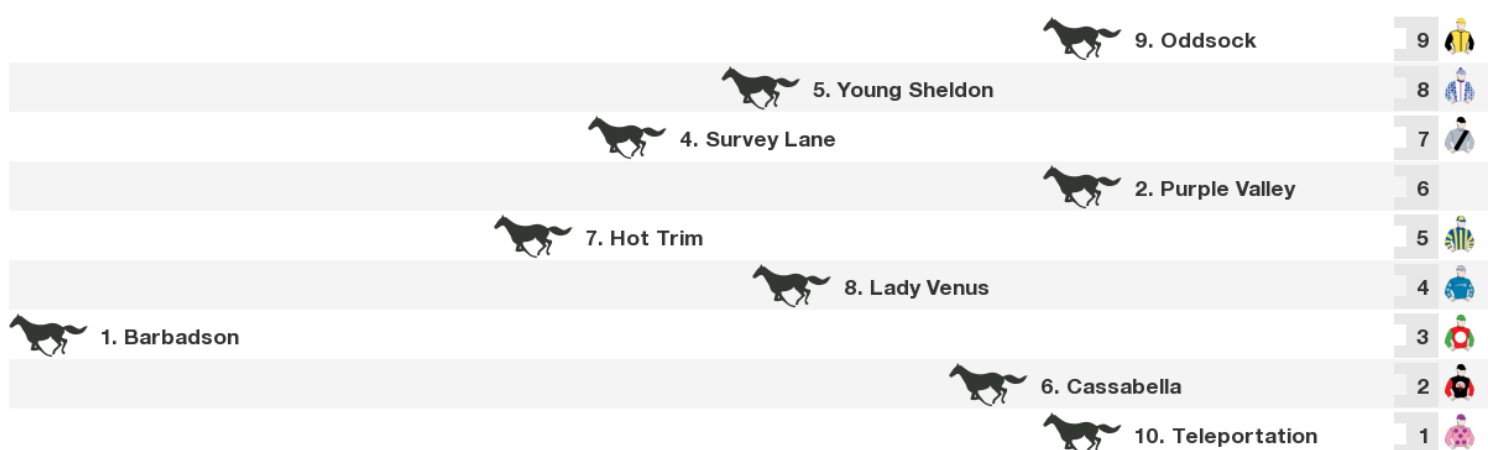 9. Oddsock 9
5. Young Sheldon 8
4. Survey Lane 7
2. Purple Valley 6
7. Hot Trim 5
8. Lady Venus 4
1. Barbadson 3
6. Cassabella 2
10. Teleportation 1